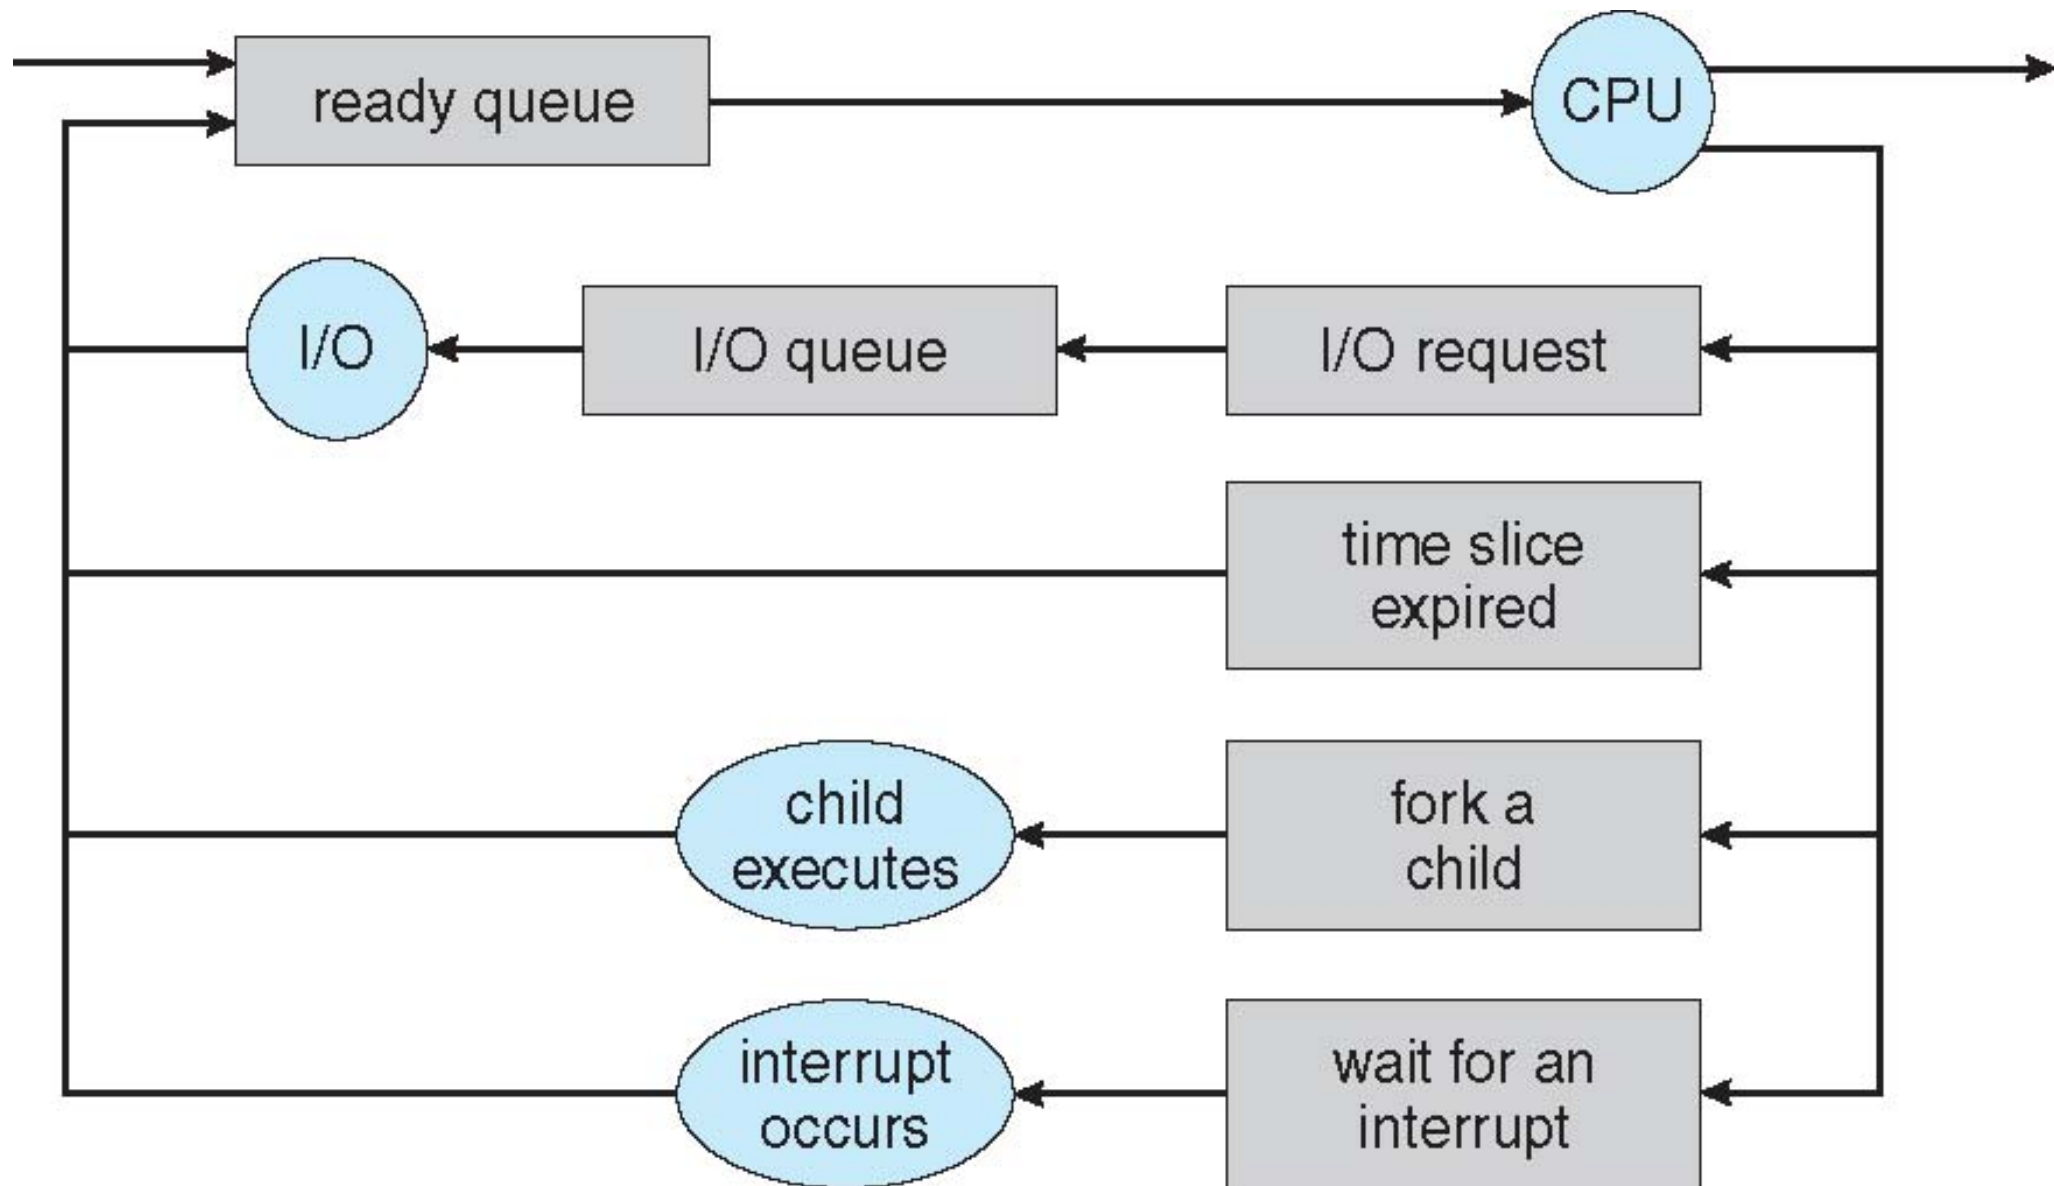 ready queue
CPU
I/O
I/O queue
I/O request
time slice
expired
child
executes
fork a
child
interrupt
occurs
wait for an
interrupt